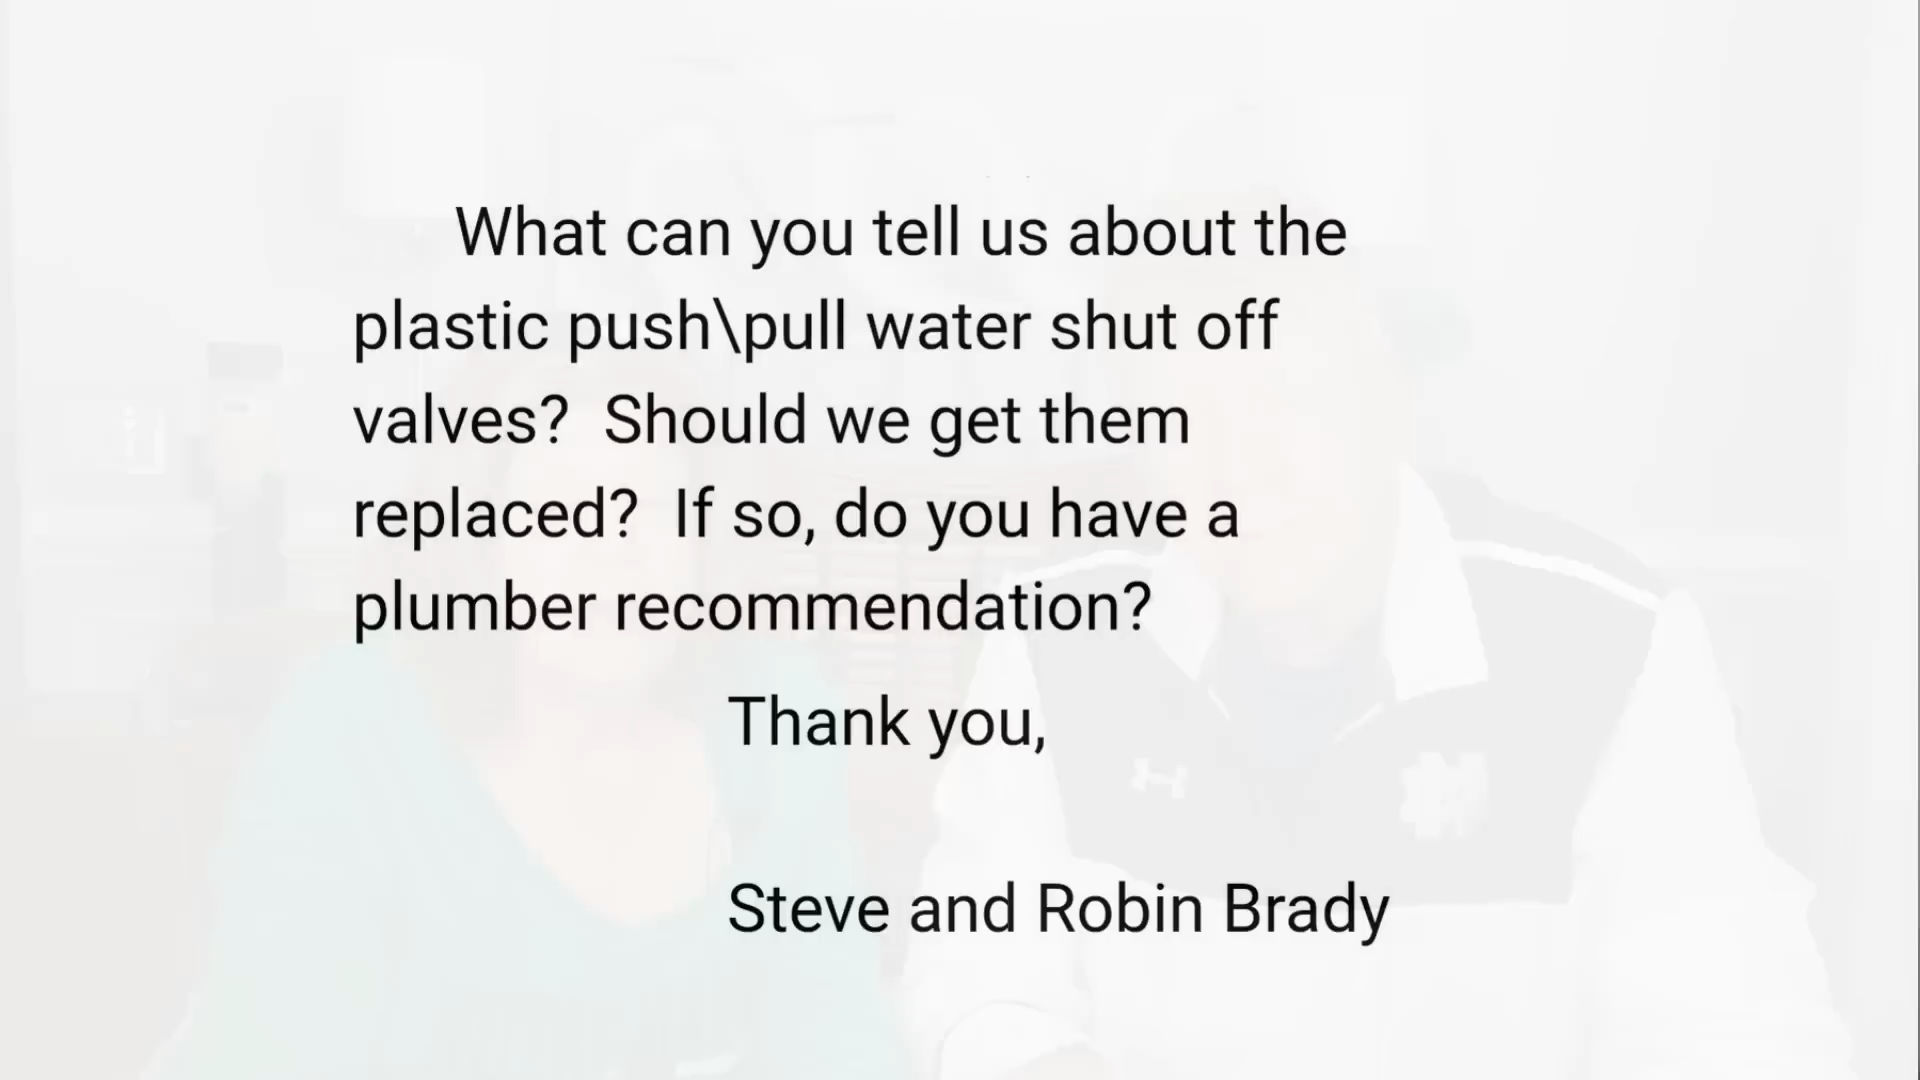 What can you tell us about the
plastic push\pull water shut off
valves?  Should we get them
replaced?  If so, do you have a
plumber recommendation?
Thank you,
Steve and Robin Brady